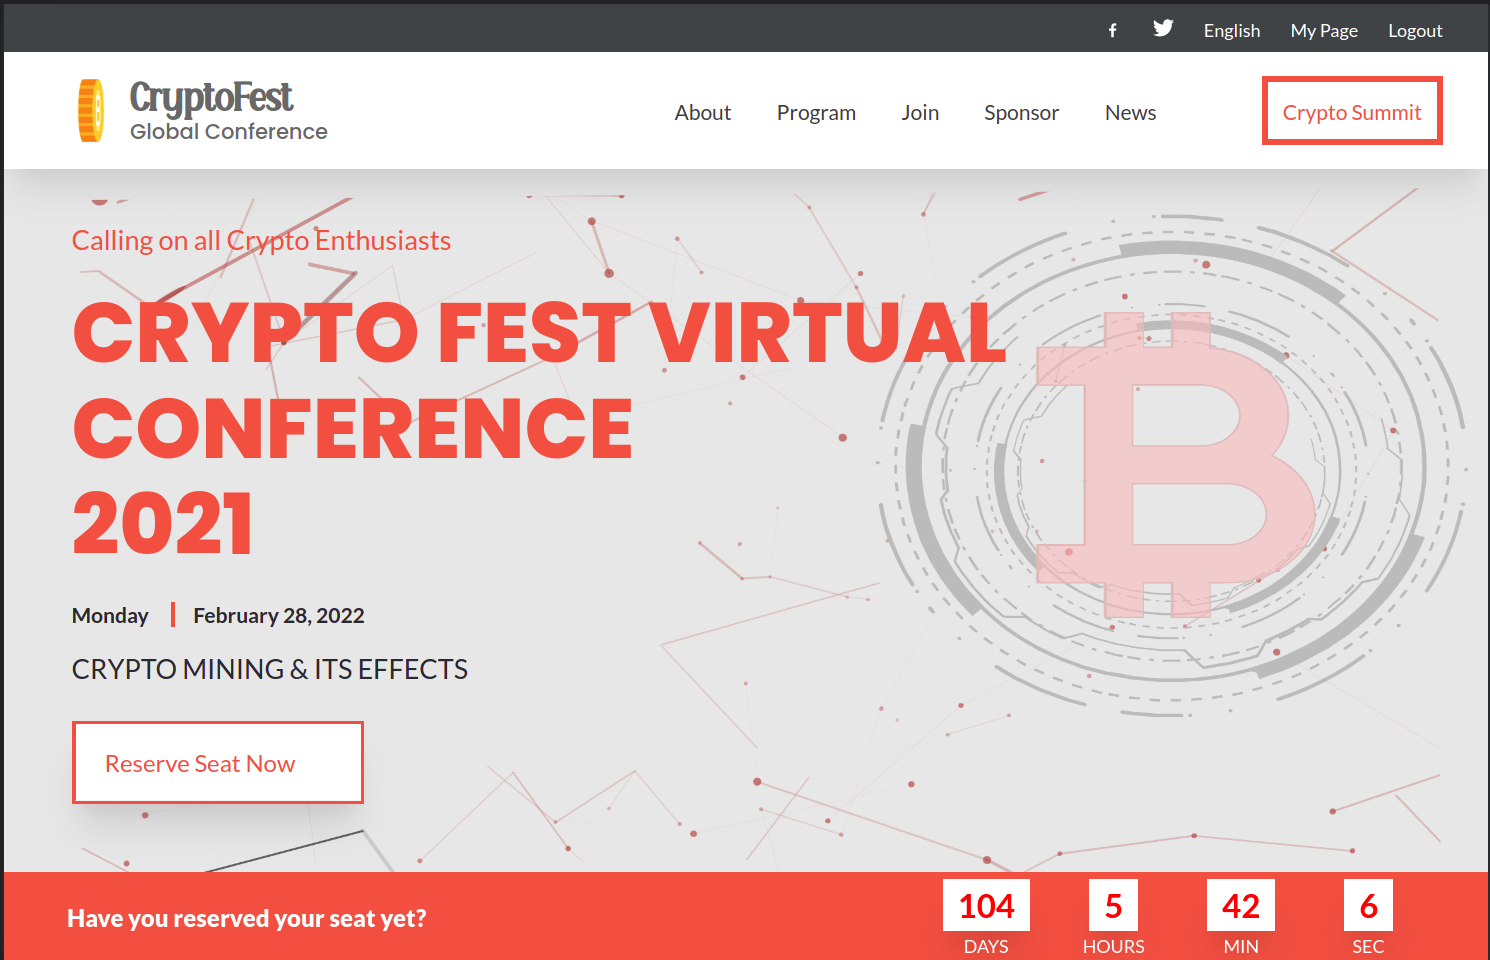 English My Page Logout
CryptoFest
Global Conference
About Program Join Sponsor News Crypto Summit
Calling on all Crypto Enthusiasts
CRYPTO FEST VIRTUAL
CONFERENCE
2021
Monday February 28, 2022
CRYPTO MINING & ITS EFFECTS
Reserve Seat Now
Have you reserved your seat yet?
104 5 42 6
DAYS HOURS MIN SEC